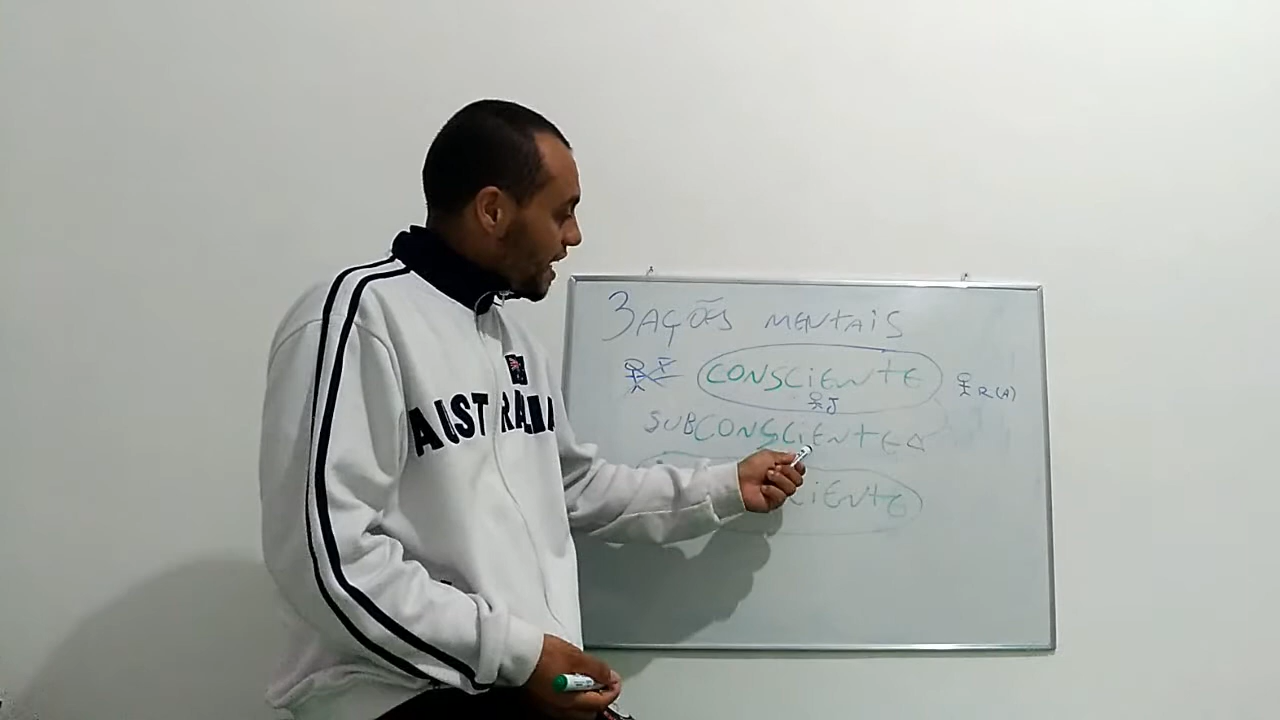 3 AÇÕES MENTAIS
CONSCIENTE
J
R(A)
SUBCONSCIENTE
CIENTE
AUSTRALIA